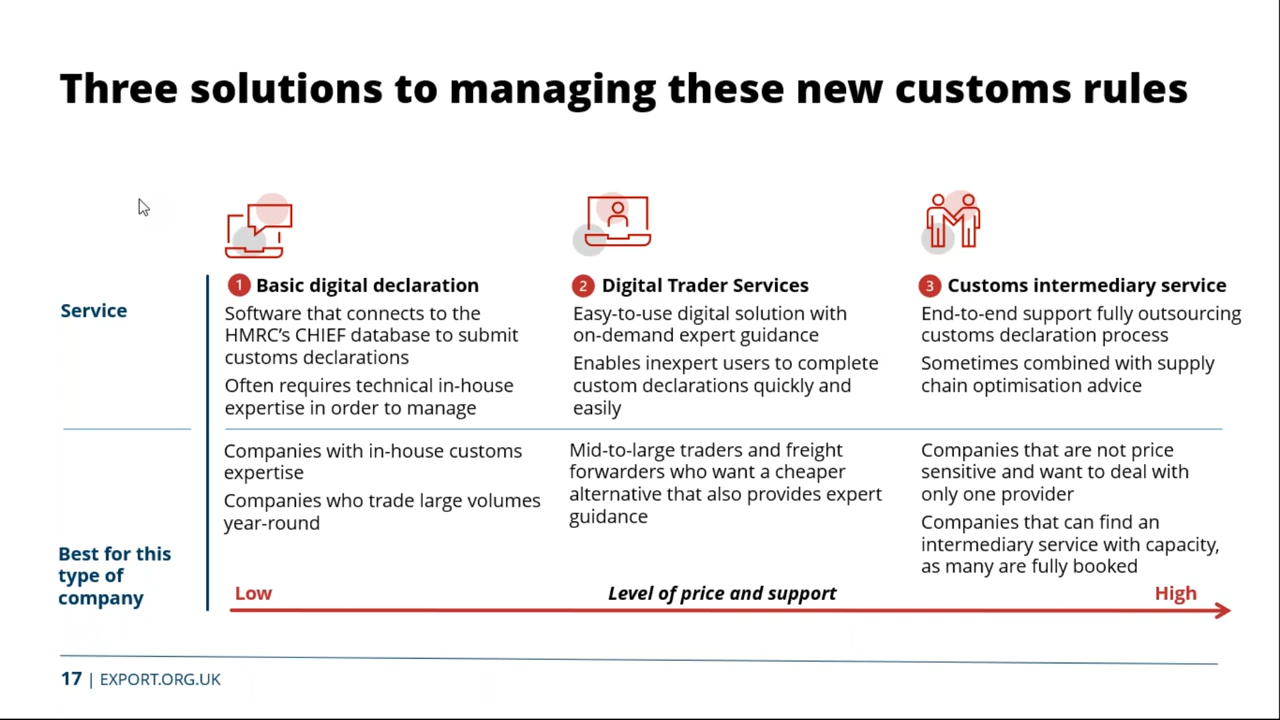 Three solutions to managing these new customs rules
Service
1 Basic digital declaration
Software that connects to the
HMRC’s CHIEF database to submit
customs declarations
Often requires technical in-house
expertise in order to manage
2 Digital Trader Services
Easy-to-use digital solution with
on-demand expert guidance
Enables inexpert users to complete
custom declarations quickly and
easily
3 Customs intermediary service
End-to-end support fully outsourcing
customs declaration process
Sometimes combined with supply
chain optimisation advice
Best for this
type of
company
Companies with in-house customs
expertise
Companies who trade large volumes
year-round
Mid-to-large traders and freight
forwarders who want a cheaper
alternative that also provides expert
guidance
Companies that are not price
sensitive and want to deal with
only one provider
Companies that can find an
intermediary service with capacity,
as many are fully booked
Low
Level of price and support
High
17 | EXPORT.ORG.UK